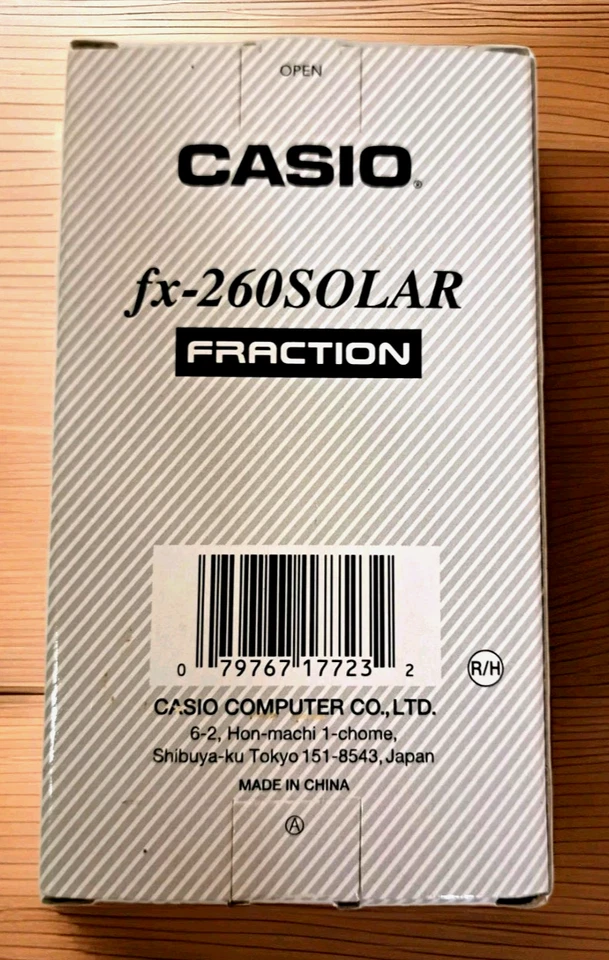 OPEN
CASIO®
fx-260SOLAR
FRACTION
0 79767 17723 2
R/H
CASIO COMPUTER CO., LTD.
6-2, Hon-machi 1-chome,
Shibuya-ku Tokyo 151-8543, Japan
MADE IN CHINA
A